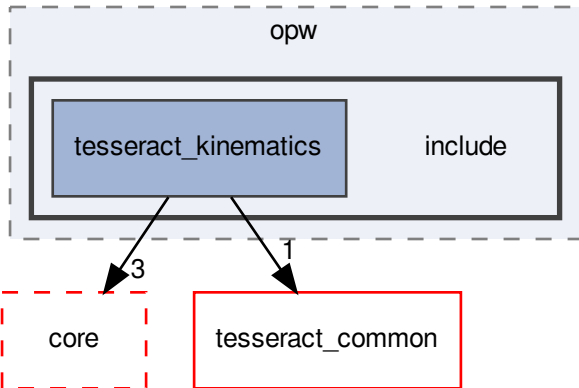 opw
tesseract_kinematics
include
3
1
core
tesseract_common